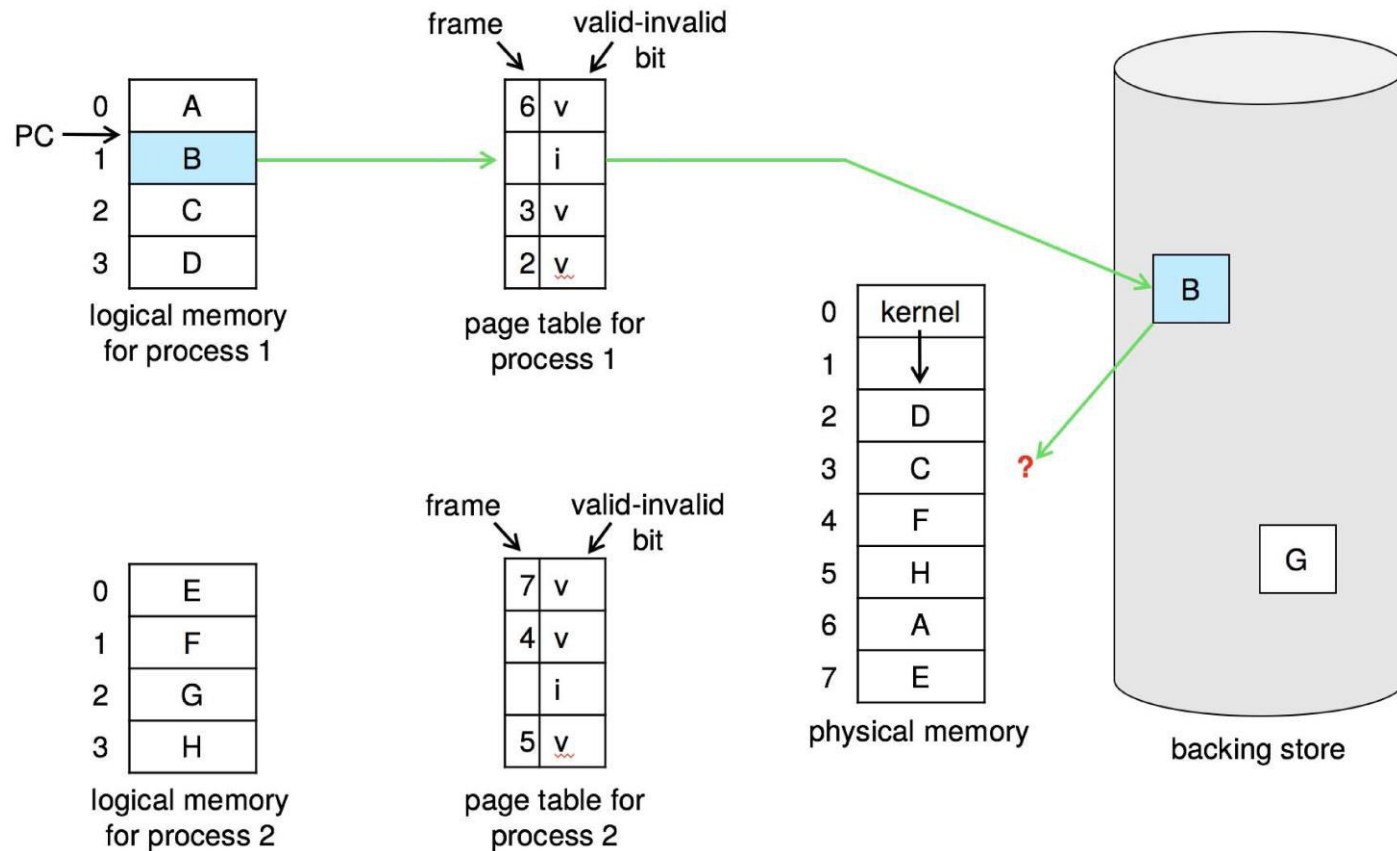 frame valid-invalid
bit
0 A 6 v
PC
1 B i
2 C 3 v
3 D 2 v
logical memory
for process 1
page table for
process 1
B
0 kernel
1
2 D
3 C ?
4 F
5 H
6 A
7 E
physical memory
G
backing store
frame valid-invalid
bit
0 E 7 v
1 F 4 v
2 G i
3 H 5 v
logical memory
for process 2
page table for
process 2